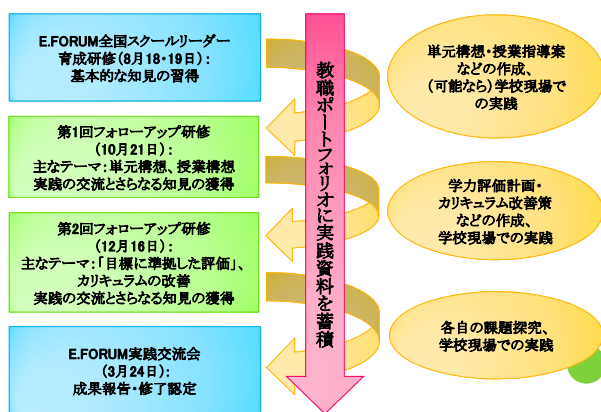 E.FORUM全国スクールリーダー
育成研修(8月18・19日):
基本的な知見の習得
第1回フォローアップ研修
(10月21日):
主なテーマ:単元構想、授業構想
実践の交流とさらなる知見の獲得
第2回フォローアップ研修
(12月16日):
主なテーマ:「目標に準拠した評価」、
カリキュラムの改善
実践の交流とさらなる知見の獲得
E.FORUM実践交流会
(3月24日):
成果報告・修了認定
教職ポートフォリオに実践資料を蓄積
単元構想・授業指導案
などの作成、
(可能なら)学校現場で
の実践
学力評価計画・
カリキュラム改善策
などの作成、
学校現場での実践
各自の課題探究、
学校現場での実践